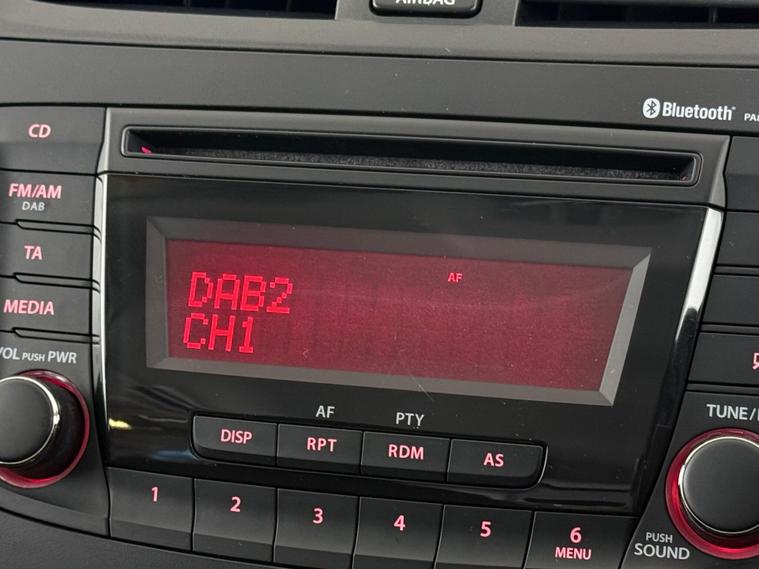 AIRBAG
Bluetooth®
CD
FM/AM
DAB
TA
MEDIA
VOL PUSH PWR
AF
DAB2
CH1
AF
PTY
DISP
RPT
RDM
AS
TUNE/
1
2
3
4
5
6
MENU
PUSH
SOUND